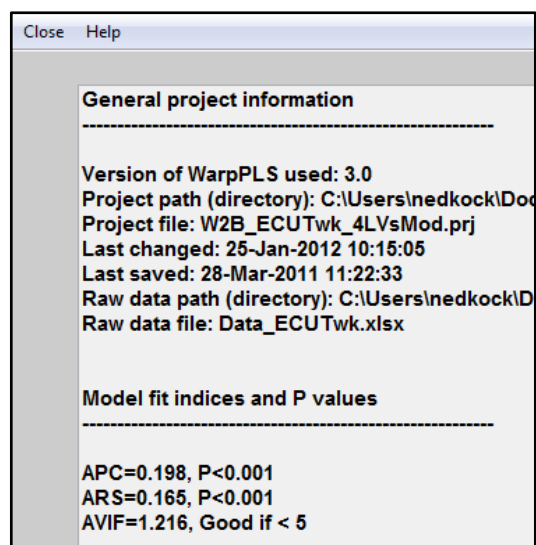 Close Help
General project information
------------------------------------------------------------
Version of WarpPLS used: 3.0
Project path (directory): C:\Users\nedkock\Doc
Project file: W2B_ECUTwk_4LVsMod.prj
Last changed: 25-Jan-2012 10:15:05
Last saved: 28-Mar-2011 11:22:33
Raw data path (directory): C:\Users\nedkock\D
Raw data file: Data_ECUTwk.xlsx
Model fit indices and P values
------------------------------------------------------------
APC=0.198, P<0.001
ARS=0.165, P<0.001
AVIF=1.216, Good if < 5